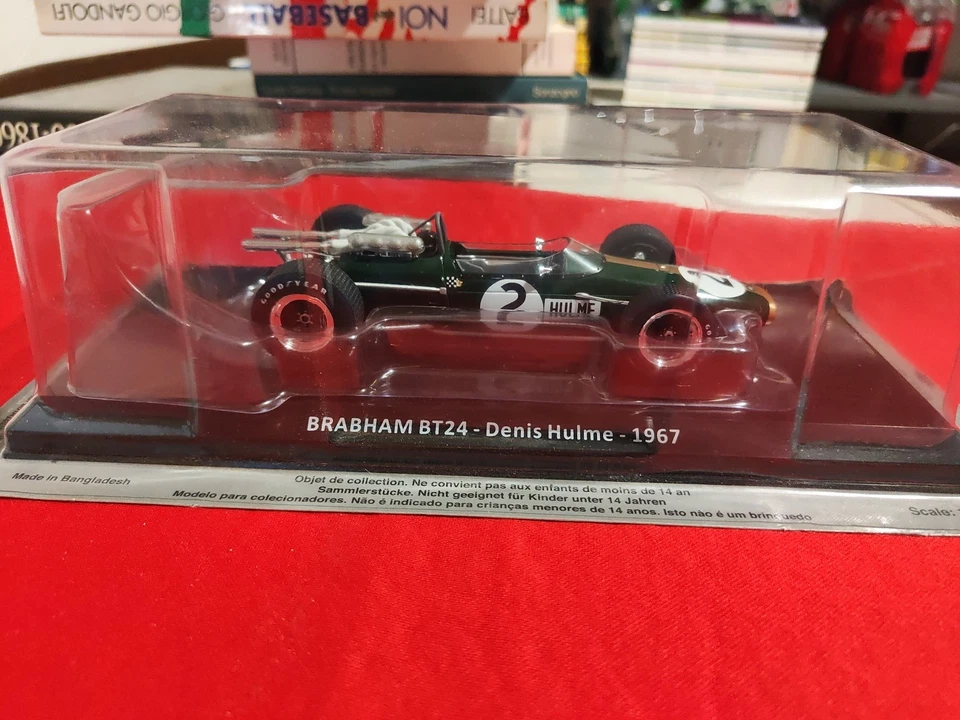 GIORGIO GANDOLFI
NOI
BASEBALL
GOODYEAR
2
HULME
2
BRABHAM BT24 - Denis Hulme - 1967
Made in Bangladesh
Objet de collection. Ne convient pas aux enfants de moins de 14 an
Sammlerstücke. Nicht geeignet für Kinder unter 14 Jahren
Modelo para colecionadores. Não é indicado para crianças menores de 14 anos. Isto não é um brinquedo
Scale: